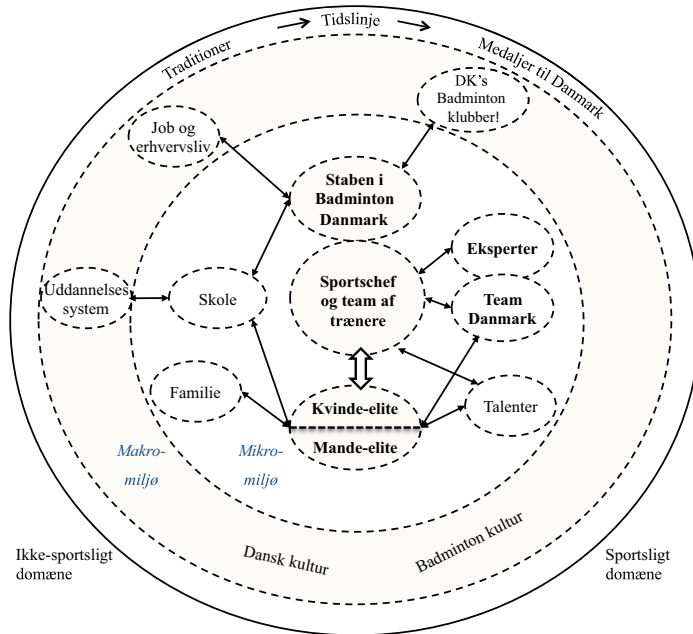 Tidslinje
Traditioner
Medaljer til Danmark
DK's
Badminton
klubber!
Job og
erhvervsliv
Staben i
Badminton
Danmark
Eksperter
Sportschef
og team af
trænere
Uddannelses
system
Skole
Team
Danmark
Familie
Kvinde-elite
Mande-elite
Talenter
Makro-
miljø
Mikro-
miljø
Dansk kultur
Badminton kultur
Ikke-sportsligt
domæne
Sportsligt
domæne